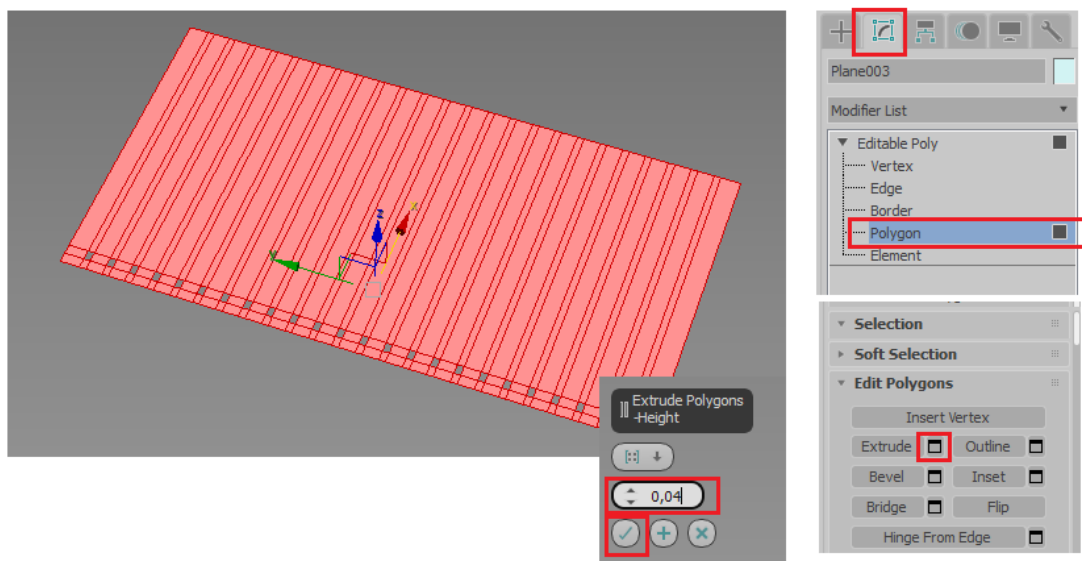 z
x
y
Extrude Polygons
-Height
0,04
Plane003
Modifier List
Editable Poly
Vertex
Edge
Border
Polygon
Element
Selection
Soft Selection
Edit Polygons
Insert Vertex
Extrude Outline
Bevel Inset
Bridge Flip
Hinge From Edge